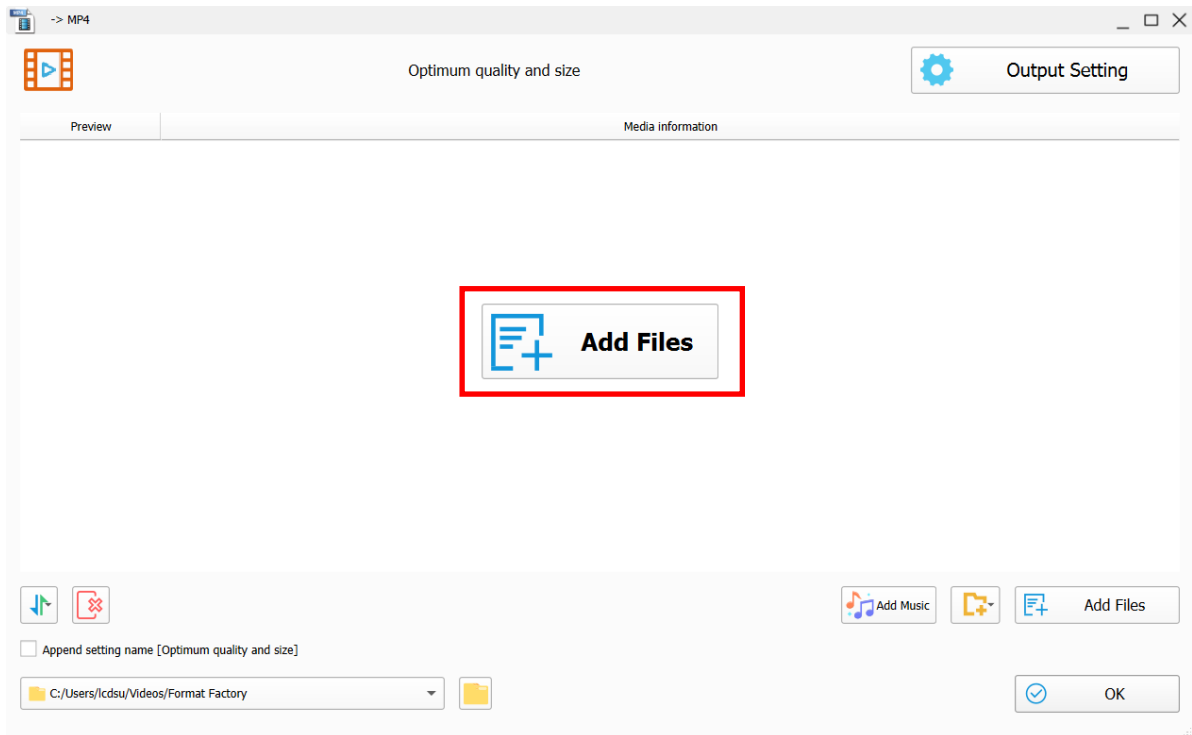 -> MP4
Optimum quality and size
Output Setting
Preview
Media information
Add Files
Add Music
Add Files
Append setting name [Optimum quality and size]
C:/Users/lcdsu/Videos/Format Factory
OK